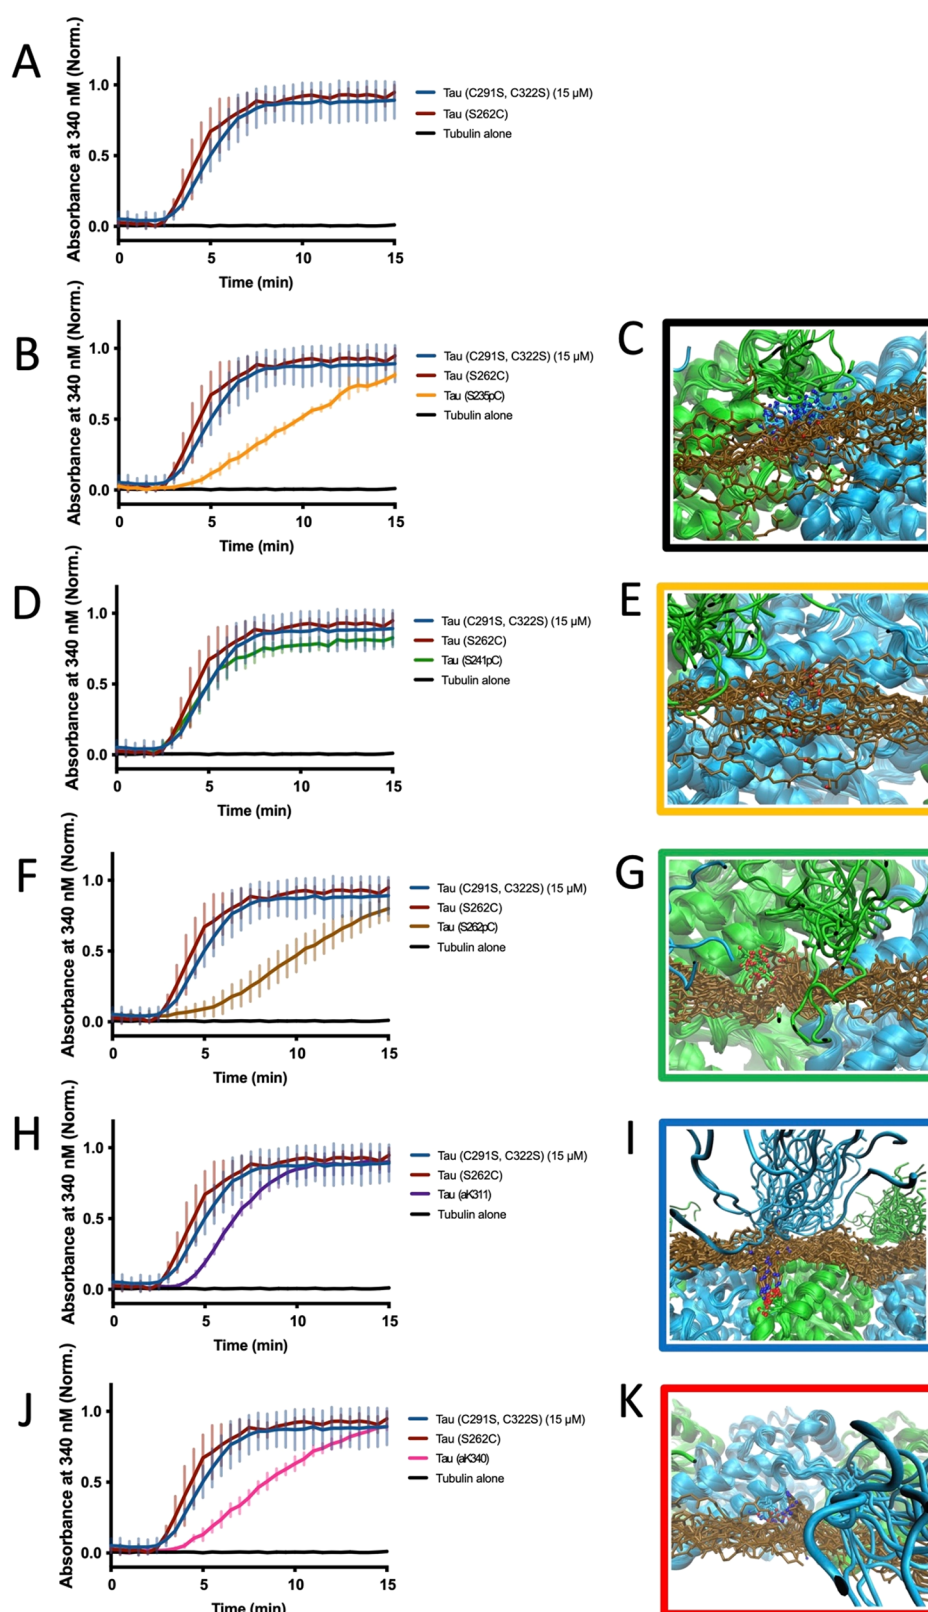 A
Absorbance at 340 nM (Norm.)
1.0
0.5
0.0
0 5 10 15
Time (min)
Tau (C291S, C322S) (15 µM)
Tau (S262C)
Tubulin alone
B
Absorbance at 340 nM (Norm.)
1.0
0.5
0.0
0 5 10 15
Time (min)
Tau (C291S, C322S) (15 µM)
Tau (S262C)
Tau (S235pC)
Tubulin alone
C
D
Absorbance at 340 nM (Norm.)
1.0
0.5
0.0
0 5 10 15
Time (min)
Tau (C291S, C322S) (15 µM)
Tau (S262C)
Tau (S241pC)
Tubulin alone
E
F
Absorbance at 340 nM (Norm.)
1.0
0.5
0.0
0 5 10 15
Time (min)
Tau (C291S, C322S) (15 µM)
Tau (S262C)
Tau (S262pC)
Tubulin alone
G
H
Absorbance at 340 nM (Norm.)
1.0
0.5
0.0
0 5 10 15
Time (min)
Tau (C291S, C322S) (15 µM)
Tau (S262C)
Tau (aK311)
Tubulin alone
I
J
Absorbance at 340 nM (Norm.)
1.0
0.5
0.0
0 5 10 15
Time (min)
Tau (C291S, C322S) (15 µM)
Tau (S262C)
Tau (aK340)
Tubulin alone
K